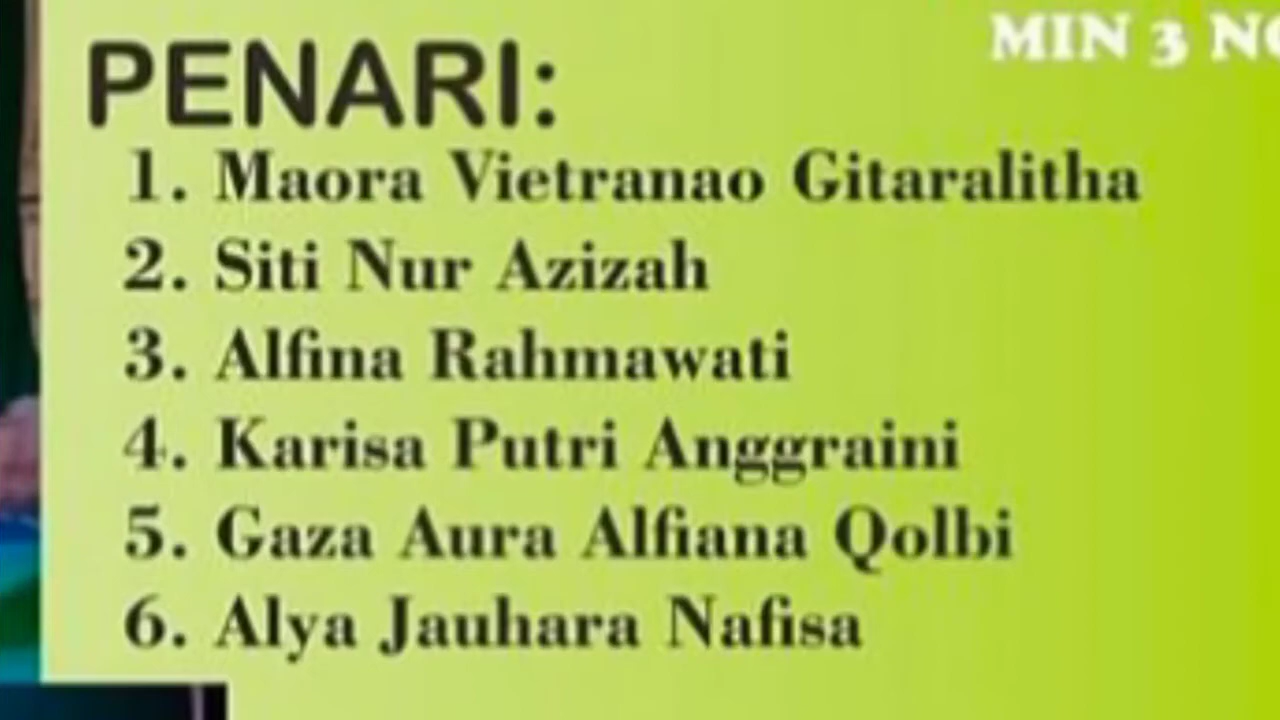 MIN 3
PENARI:
1. Maora Vietranao Gitaralitha
2. Siti Nur Azizah
3. Alfina Rahmawati
4. Karisa Putri Anggraini
5. Gaza Aura Alfiana Qolbi
6. Alya Jauhara Nafisa